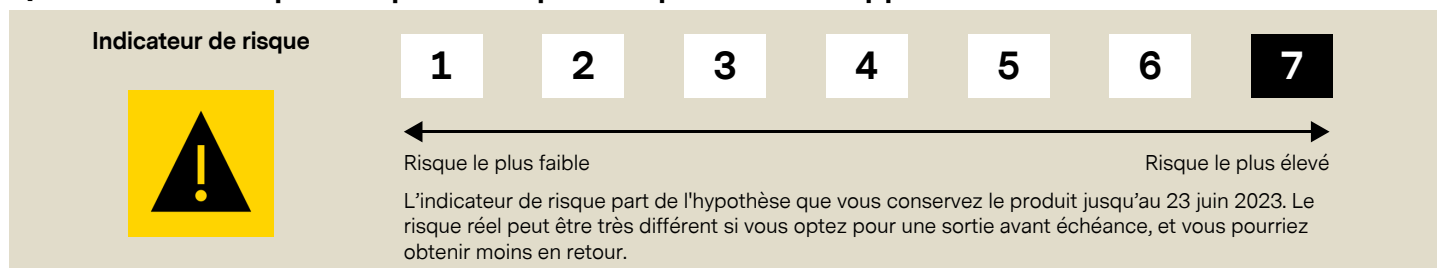 Indicateur de risque
1 2 3 4 5 6 7
Risque le plus faible Risque le plus élevé
L’indicateur de risque part de l'hypothèse que vous conservez le produit jusqu’au 23 juin 2023. Le
risque réel peut être très différent si vous optez pour une sortie avant échéance, et vous pourriez
obtenir moins en retour.